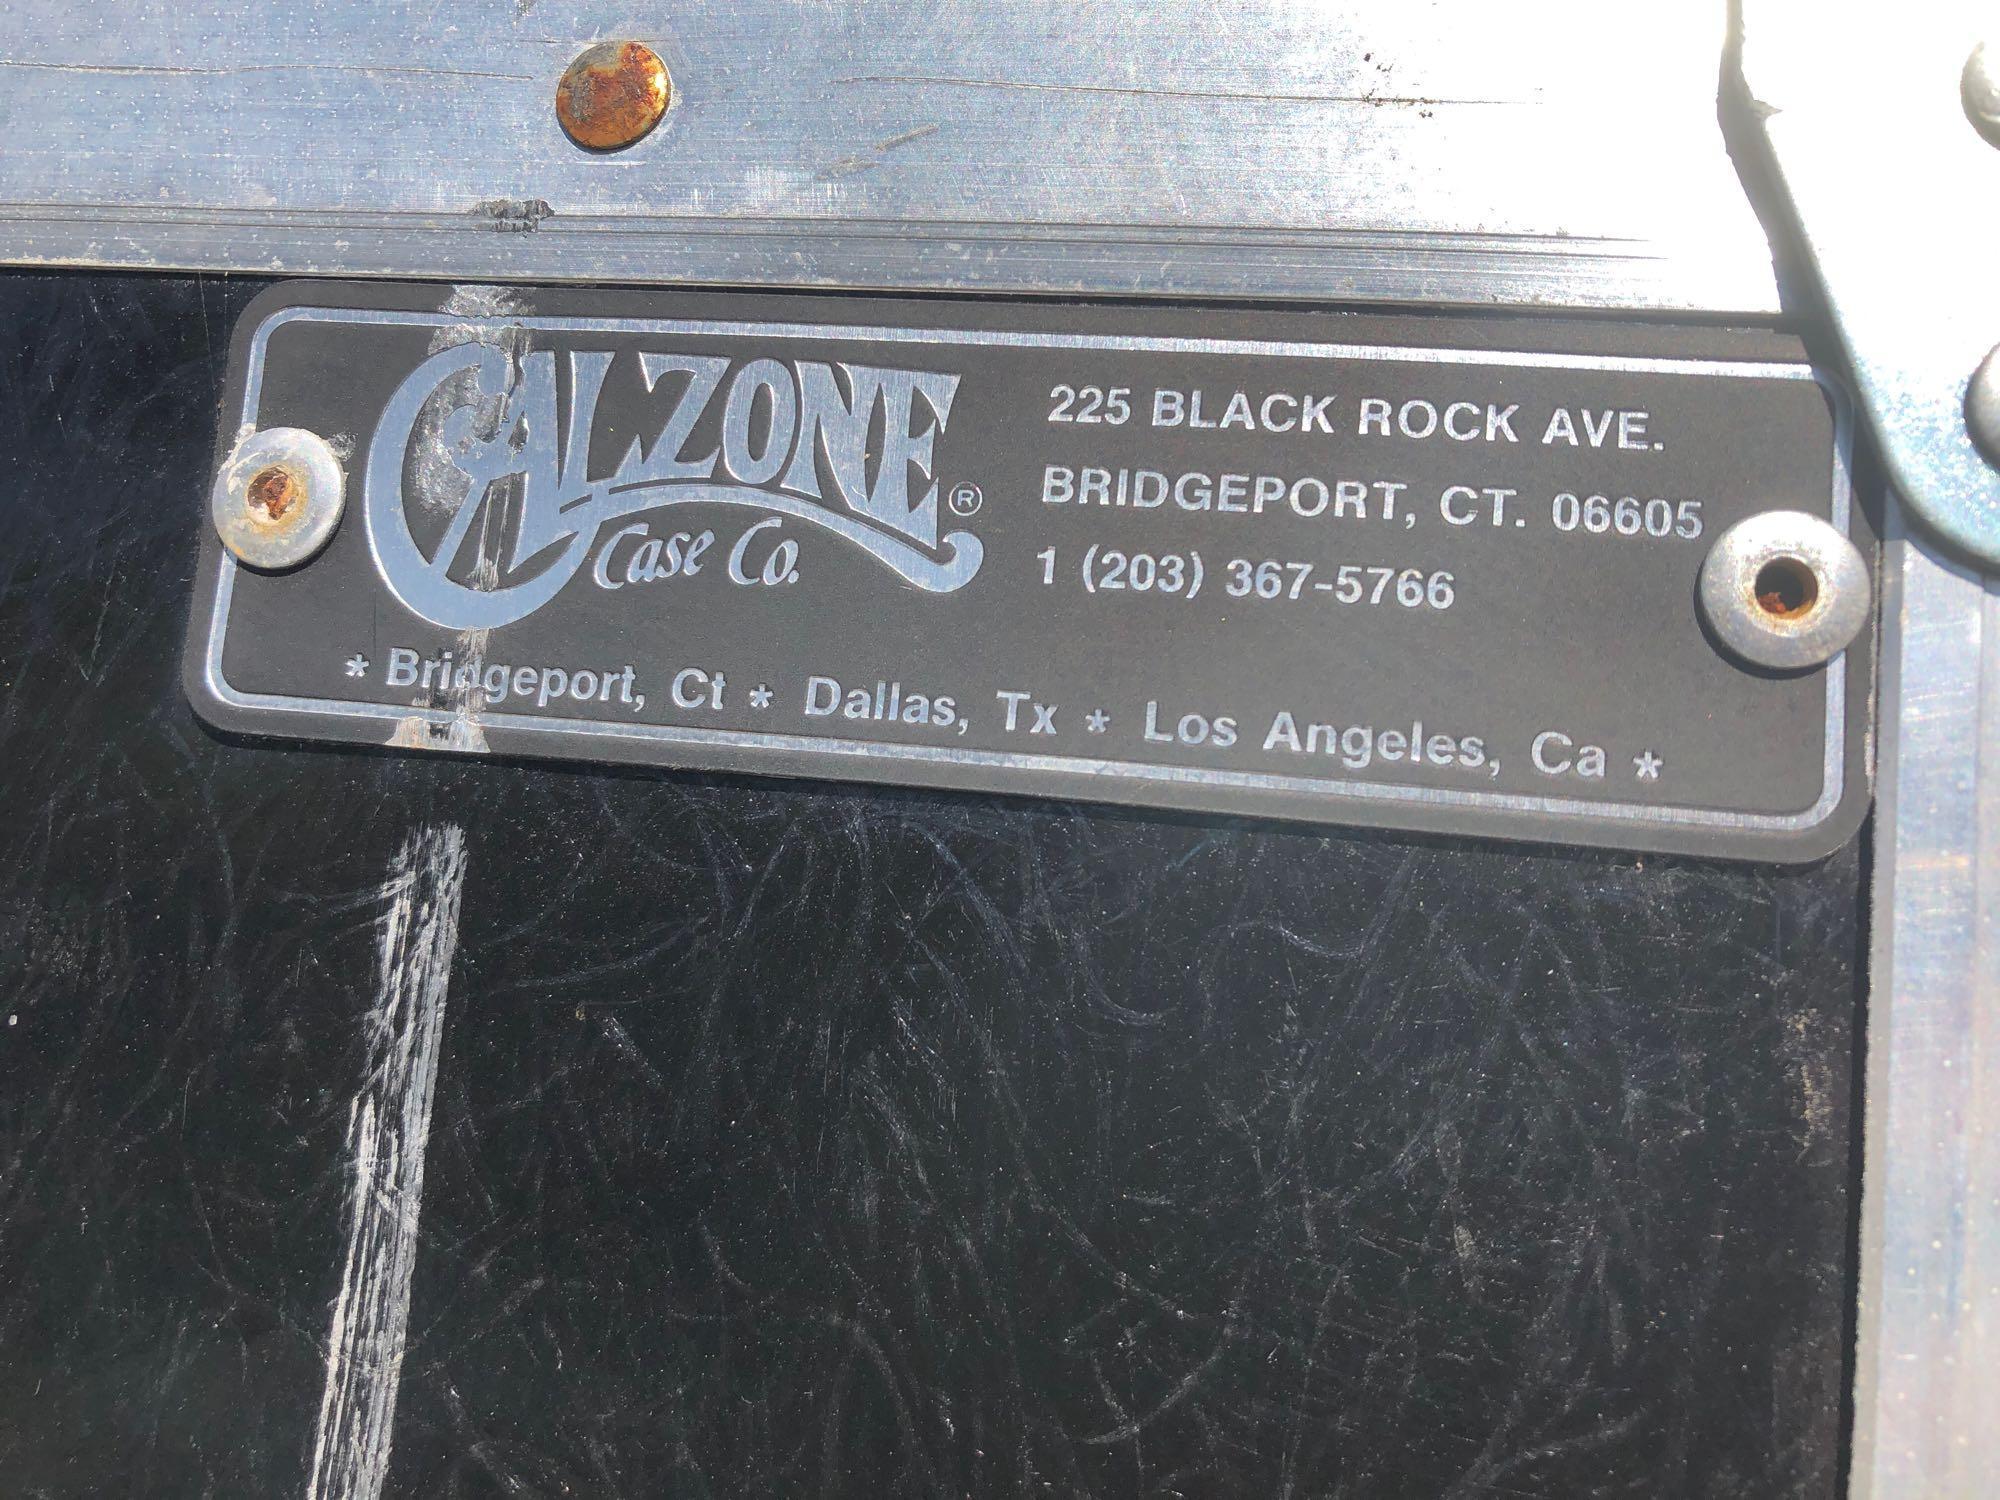 CALZONE ®
Case Co.
225 BLACK ROCK AVE.
BRIDGEPORT, CT. 06605
1 (203) 367-5766
* Bridgeport, Ct * Dallas, Tx * Los Angeles, Ca *